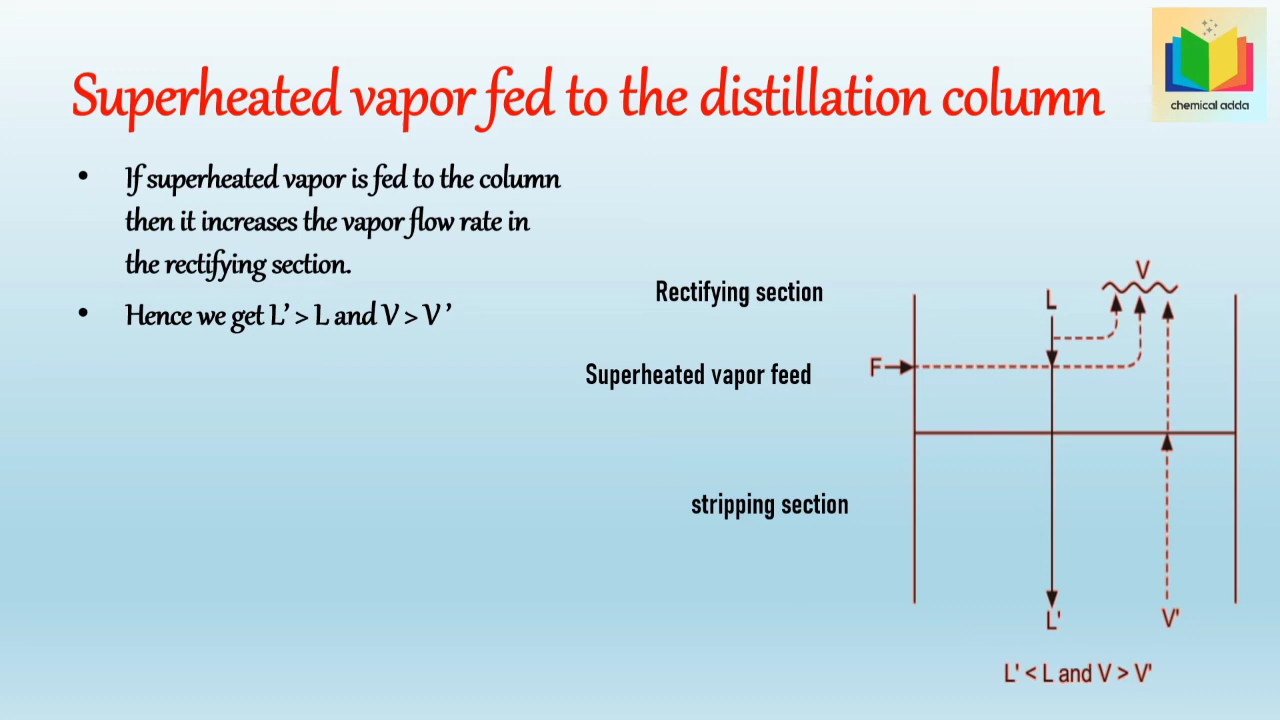 Superheated vapor fed to the distillation column
chemical adda
• If superheated vapor is fed to the column
then it increases the vapor flow rate in
the rectifying section.
• Hence we get L’ > L and V > V ’
Rectifying section
V
L
Superheated vapor feed
F
stripping section
L'
V'
L' < L and V > V'